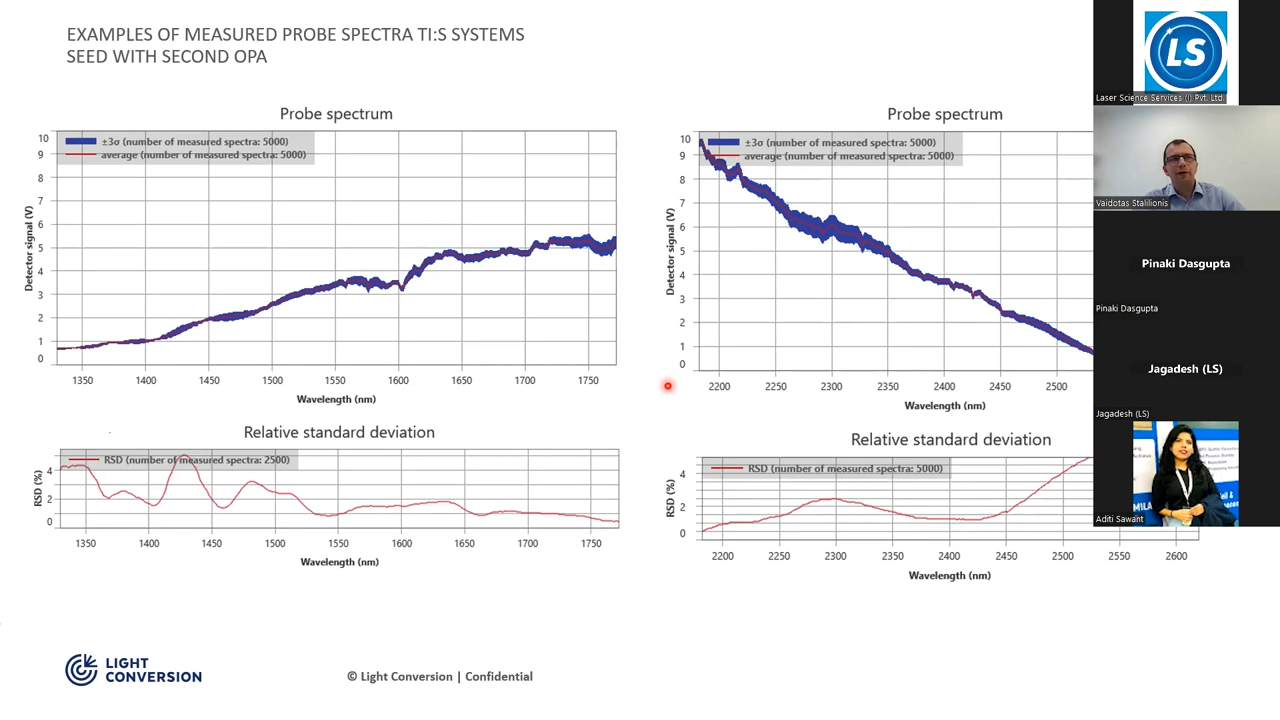 EXAMPLES OF MEASURED PROBE SPECTRA TI:S SYSTEMS
SEED WITH SECOND OPA
Probe spectrum
±3σ (number of measured spectra: 5000)
average (number of measured spectra: 5000)
Detector signal (V)
10
9
8
7
6
5
4
3
2
1
0
1350 1400 1450 1500 1550 1600 1650 1700 1750
Wavelength (nm)
Relative standard deviation
RSD (number of measured spectra: 2500)
RSD (%)
4
2
0
1350 1400 1450 1500 1550 1600 1650 1700 1750
Wavelength (nm)
Probe spectrum
±3σ (number of measured spectra: 5000)
average (number of measured spectra: 5000)
Detector signal (V)
10
9
8
7
6
5
4
3
2
1
0
2200 2250 2300 2350 2400 2450 2500
Wavelength (nm)
Relative standard deviation
RSD (number of measured spectra: 5000)
RSD (%)
4
2
0
2200 2250 2300 2350 2400 2450 2500 2550 2600
Wavelength (nm)
LIGHT
CONVERSION
© Light Conversion | Confidential
LS
Laser Science Services (I) Pvt. Ltd.
Vaidotas Stalilionis
Pinaki Dasgupta
Pinaki Dasgupta
Jagadesh (LS)
Jagadesh (LS)
MILA
Aditi Sawant